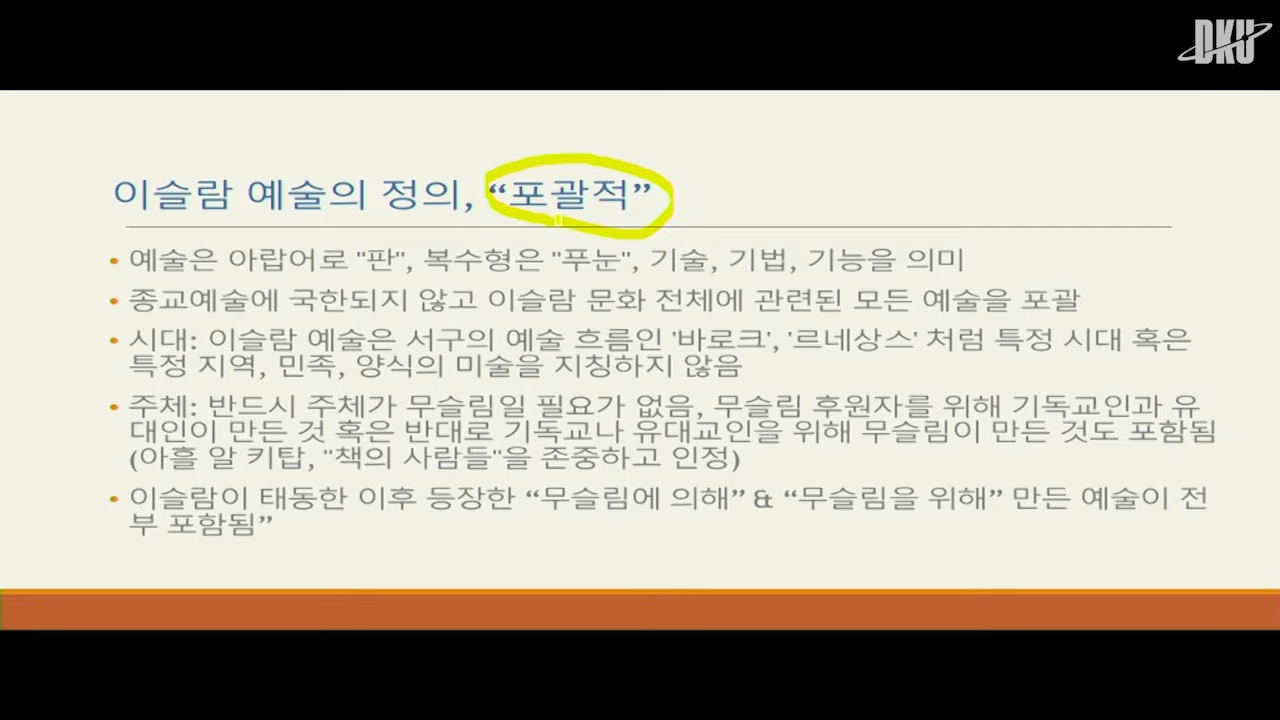 DKU
이슬람 예술의 정의, “포괄적”
• 예술은 아랍어로 "판", 복수형은 "푸눈", 기술, 기법, 기능을 의미
• 종교예술에 국한되지 않고 이슬람 문화 전체에 관련된 모든 예술을 포괄
• 시대: 이슬람 예술은 서구의 예술 흐름인 '바로크', '르네상스' 처럼 특정 시대 혹은
특정 지역, 민족, 양식의 미술을 지칭하지 않음
• 주체: 반드시 주체가 무슬림일 필요가 없음, 무슬림 후원자를 위해 기독교인과 유
대인이 만든 것 혹은 반대로 기독교나 유대교인을 위해 무슬림이 만든 것도 포함됨
(아흘 알 키탑, "책의 사람들"을 존중하고 인정)
• 이슬람이 태동한 이후 등장한 “무슬림에 의해” & “무슬림을 위해” 만든 예술이 전
부 포함됨”